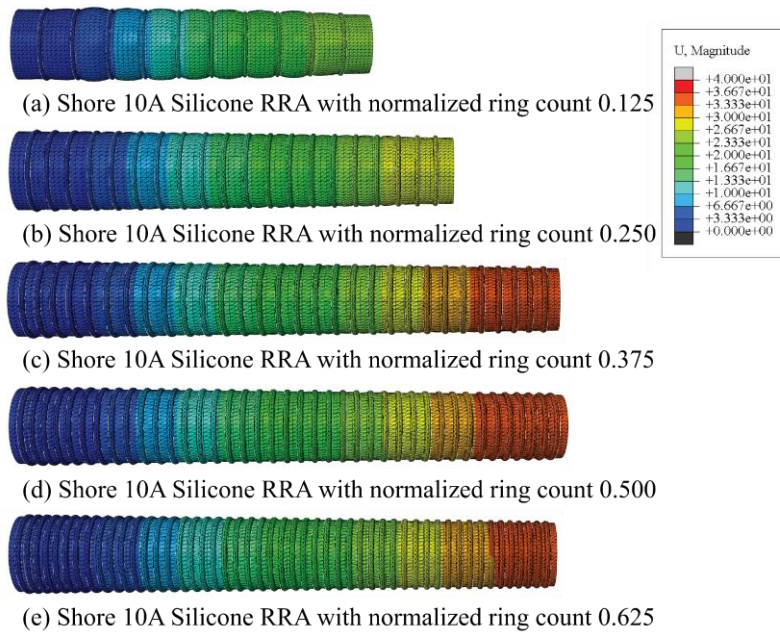 U, Magnitude
+4.000e+01
+3.667e+01
+3.333e+01
+3.000e+01
+2.667e+01
+2.333e+01
+2.000e+01
+1.667e+01
+1.333e+01
+1.000e+01
+6.667e+00
+3.333e+00
+0.000e+00
(a) Shore 10A Silicone RRA with normalized ring count 0.125
(b) Shore 10A Silicone RRA with normalized ring count 0.250
(c) Shore 10A Silicone RRA with normalized ring count 0.375
(d) Shore 10A Silicone RRA with normalized ring count 0.500
(e) Shore 10A Silicone RRA with normalized ring count 0.625